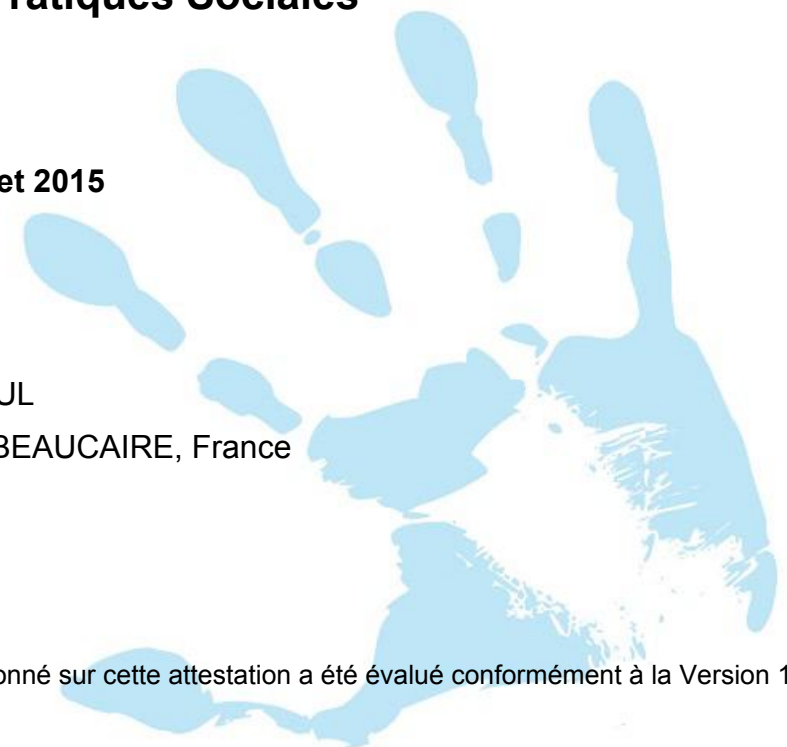 ratiques Sociales
et 2015
UL
BEAUCAIRE, France
onné sur cette attestation a été évalué conformément à la Version 1